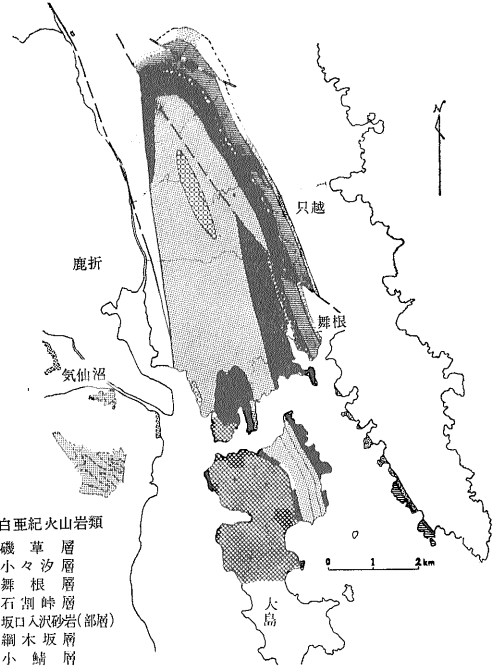 N
只越
鹿折
舞根
気仙沼
白亜紀火山岩類
磯草層
小々汐層
舞根層
石割峠層
坂口入沢砂岩(部層)
綱木坂層
小鯖層
0 1 2km
大島